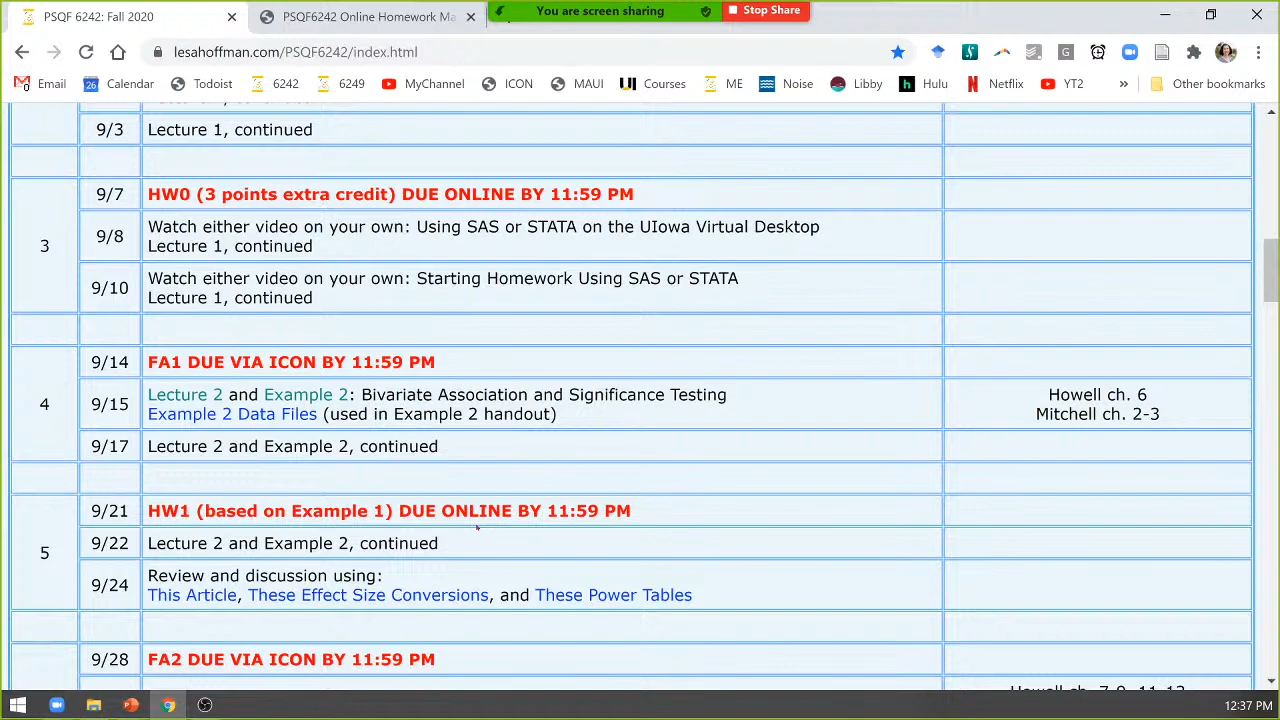 PSQF 6242: Fall 2020
PSQF6242 Online Homework Ma
You are screen sharing
Stop Share
lesahoffman.com/PSQF6242/index.html
Email
Calendar
Todoist
6242
6249
MyChannel
ICON
MAUI
Courses
ME
Noise
Libby
Hulu
Netflix
YT2
Other bookmarks
9/3
Lecture 1, continued
3
9/7
HW0 (3 points extra credit) DUE ONLINE BY 11:59 PM
9/8
Watch either video on your own: Using SAS or STATA on the UIowa Virtual Desktop
Lecture 1, continued
9/10
Watch either video on your own: Starting Homework Using SAS or STATA
Lecture 1, continued
4
9/14
FA1 DUE VIA ICON BY 11:59 PM
9/15
Lecture 2 and Example 2: Bivariate Association and Significance Testing
Example 2 Data Files (used in Example 2 handout)
Howell ch. 6
Mitchell ch. 2-3
9/17
Lecture 2 and Example 2, continued
5
9/21
HW1 (based on Example 1) DUE ONLINE BY 11:59 PM
9/22
Lecture 2 and Example 2, continued
9/24
Review and discussion using:
This Article, These Effect Size Conversions, and These Power Tables
9/28
FA2 DUE VIA ICON BY 11:59 PM
12:37 PM